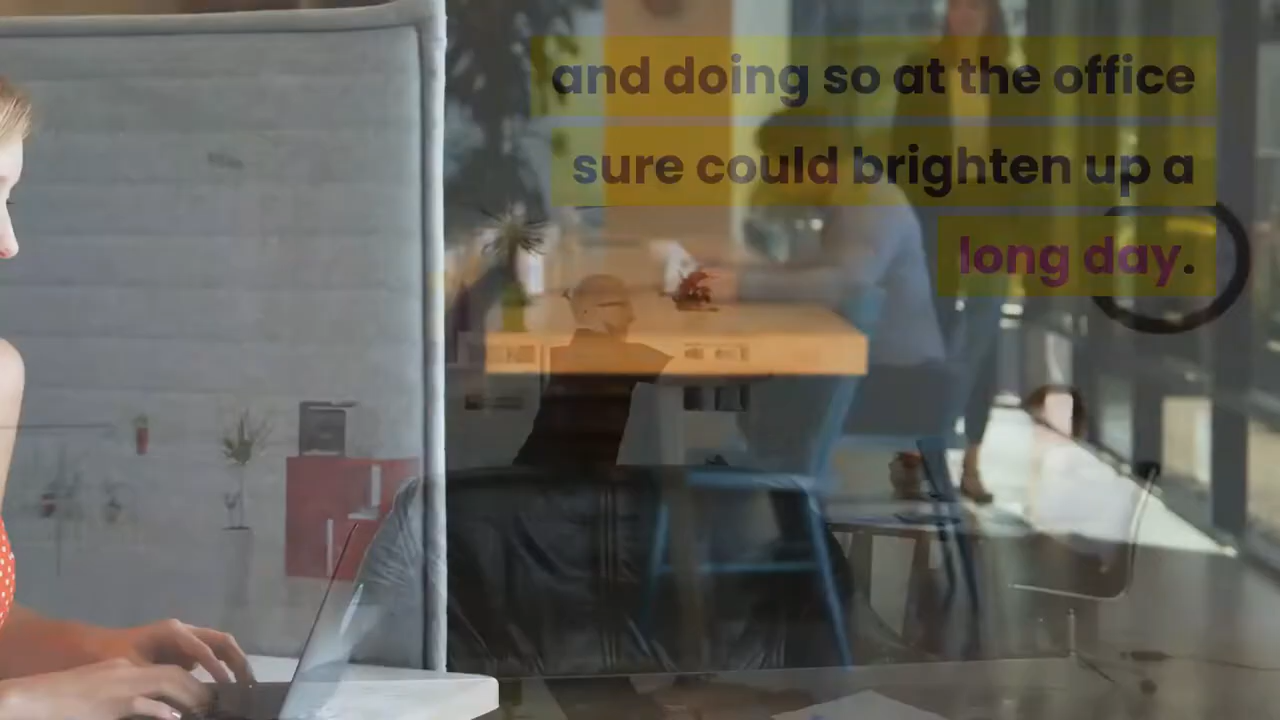 and doing so at the office
sure could brighten up a
long day.